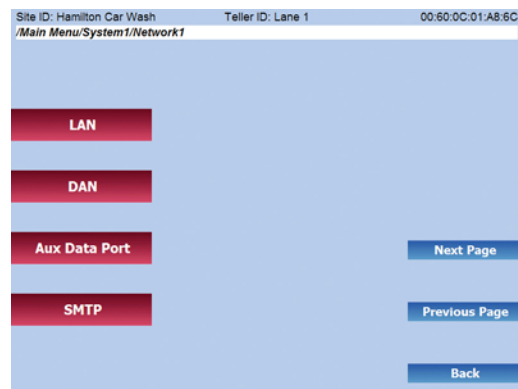 Site ID: Hamilton Car Wash Teller ID: Lane 1 00:60:0C:01:A8:6C
/Main Menu/System1/Network1
LAN
DAN
Aux Data Port
Next Page
SMTP
Previous Page
Back